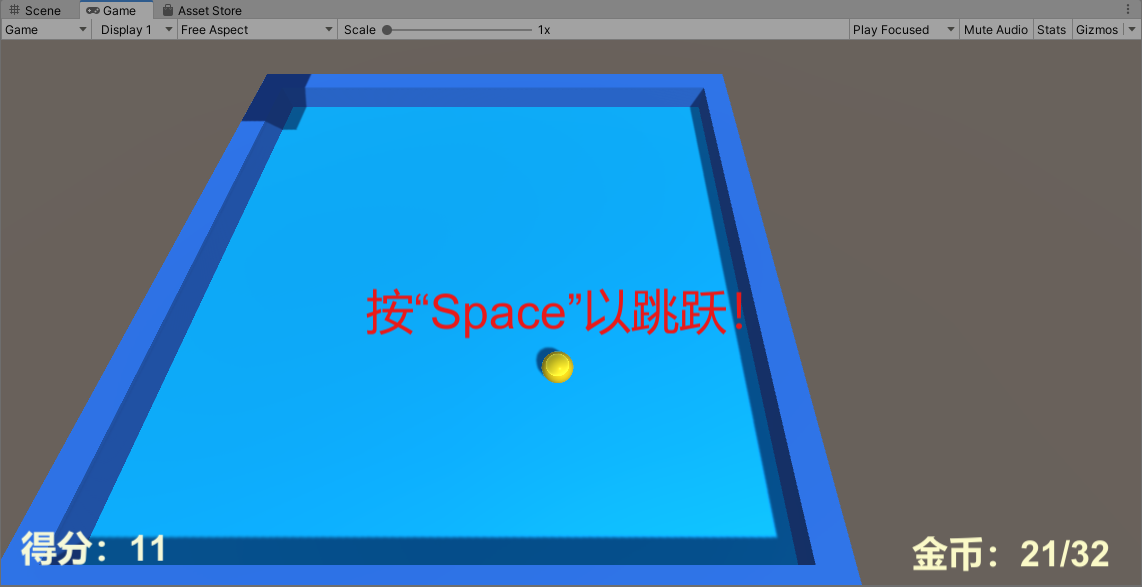 Scene Game Asset Store
Game Display 1 Free Aspect Scale 1x Play Focused Mute Audio Stats Gizmos
按“Space”以跳跃！
得分：11
金币：21/32